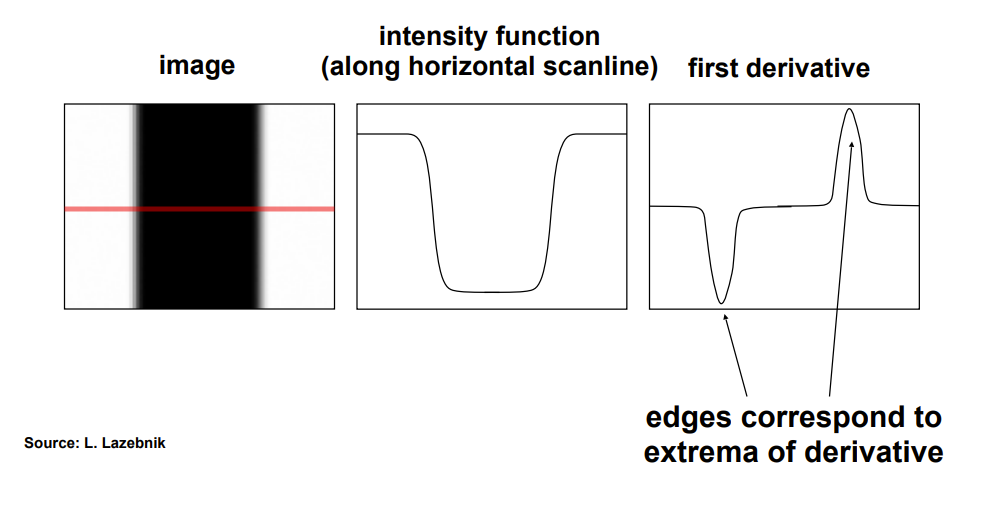 image
intensity function
(along horizontal scanline)
first derivative
edges correspond to
extrema of derivative
Source: L. Lazebnik